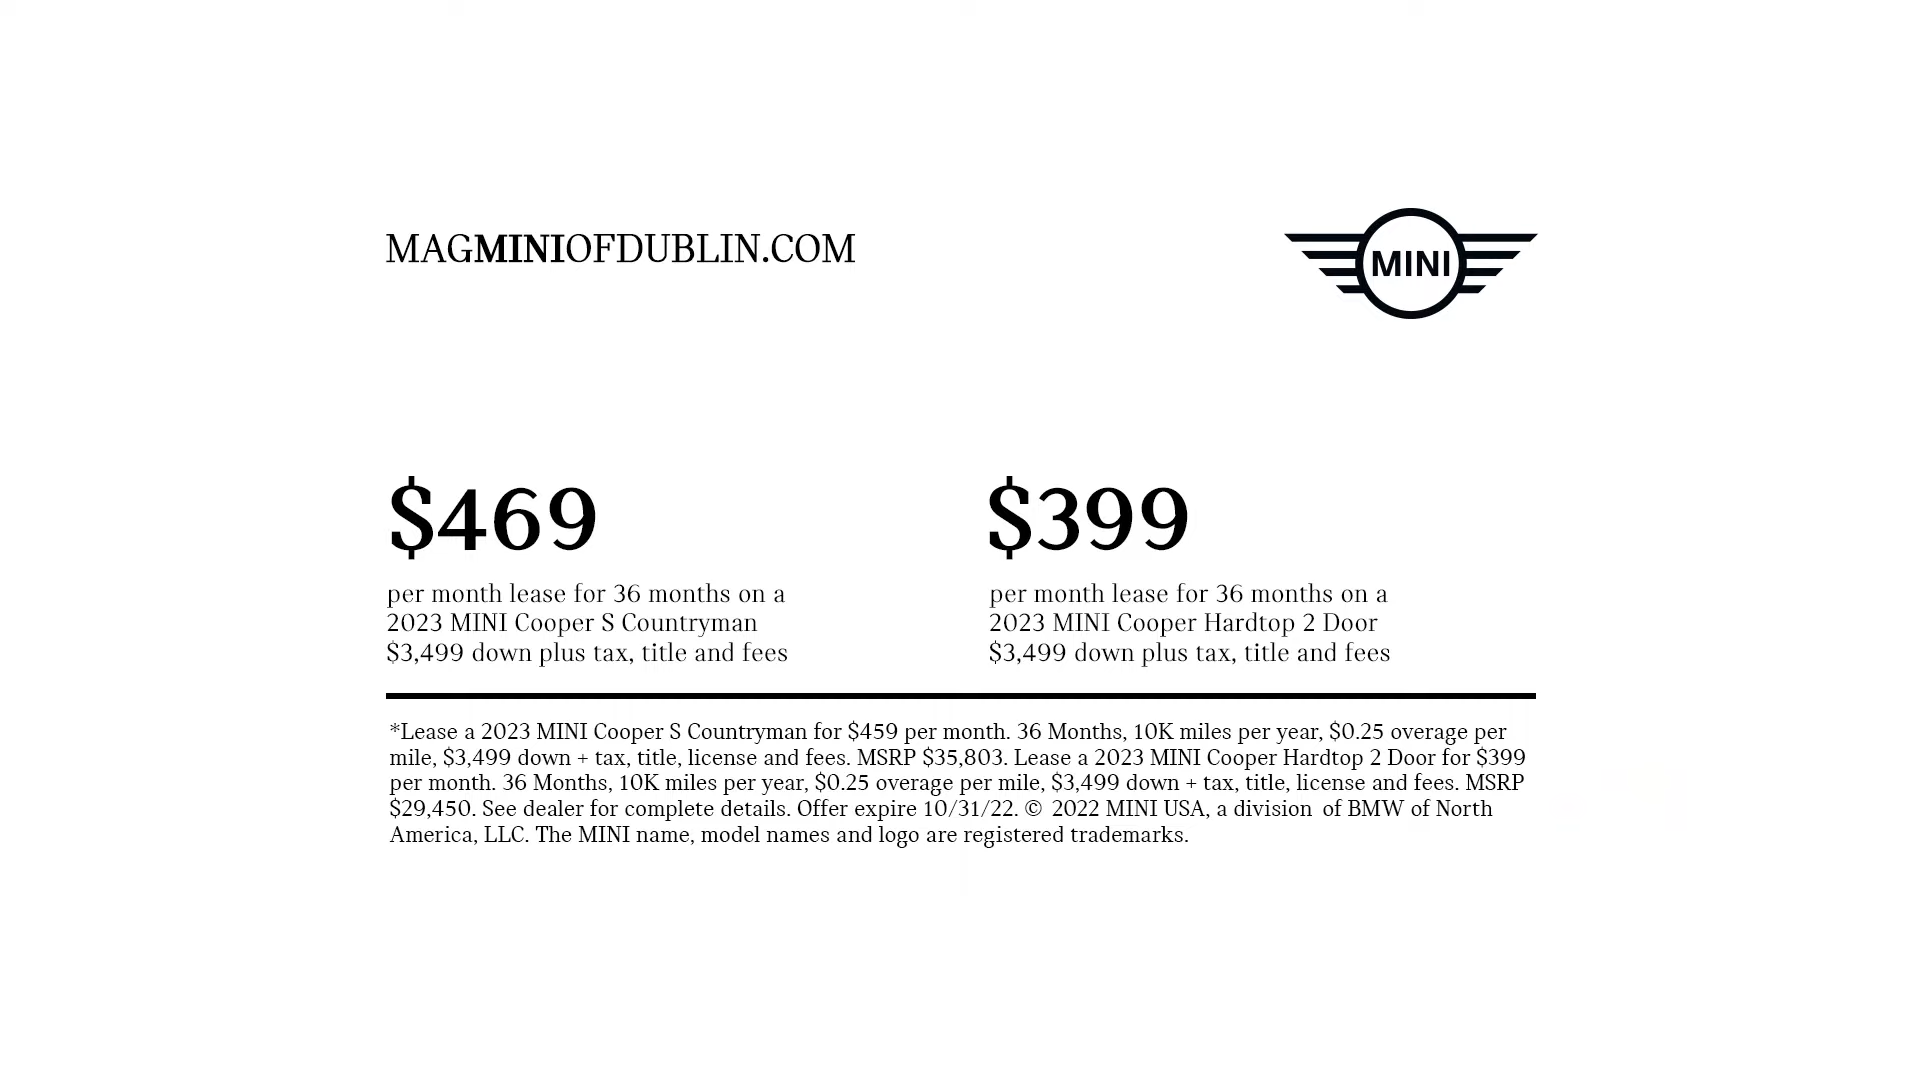 MAGMINIOFDUBLIN.COM
MINI
$469
per month lease for 36 months on a
2023 MINI Cooper S Countryman
$3,499 down plus tax, title and fees
$399
per month lease for 36 months on a
2023 MINI Cooper Hardtop 2 Door
$3,499 down plus tax, title and fees
*Lease a 2023 MINI Cooper S Countryman for $459 per month. 36 Months, 10K miles per year, $0.25 overage per
mile, $3,499 down + tax, title, license and fees. MSRP $35,803. Lease a 2023 MINI Cooper Hardtop 2 Door for $399
per month. 36 Months, 10K miles per year, $0.25 overage per mile, $3,499 down + tax, title, license and fees. MSRP
$29,450. See dealer for complete details. Offer expire 10/31/22. © 2022 MINI USA, a division of BMW of North
America, LLC. The MINI name, model names and logo are registered trademarks.